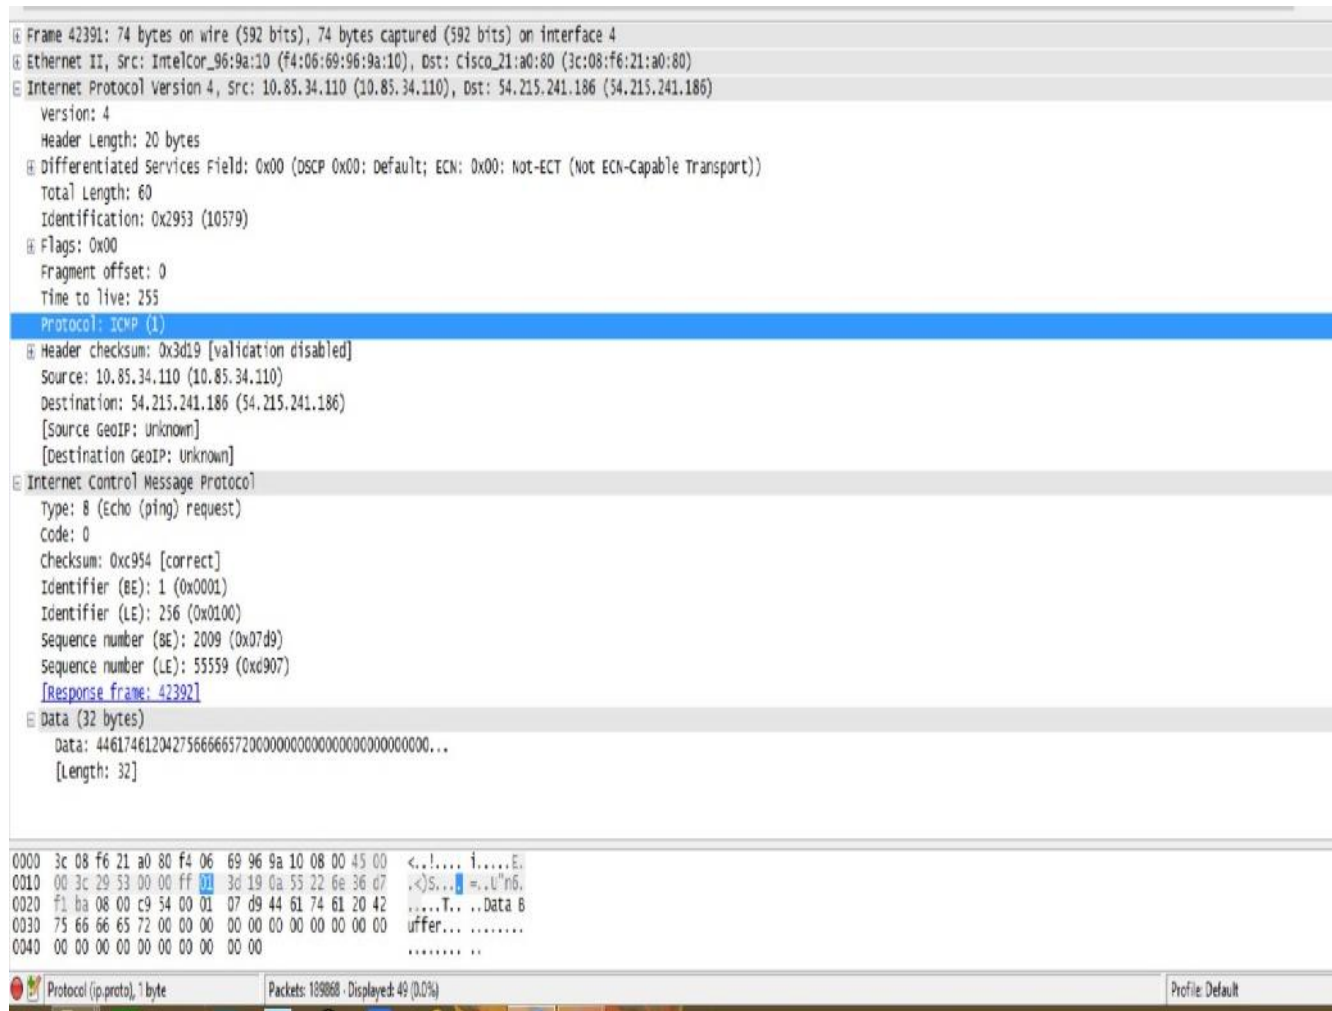 Frame 42391: 74 bytes on wire (592 bits), 74 bytes captured (592 bits) on interface 4
Ethernet II, Src: IntelCor_96:9a:10 (f4:06:69:96:9a:10), Dst: Cisco_21:a0:80 (3c:08:f6:21:a0:80)
Internet Protocol Version 4, Src: 10.85.34.110 (10.85.34.110), Dst: 54.215.241.186 (54.215.241.186)
Version: 4
Header Length: 20 bytes
Differentiated Services Field: 0x00 (DSCP 0x00: Default; ECN: 0x00: Not-ECT (Not ECN-Capable Transport))
Total Length: 60
Identification: 0x2953 (10579)
Flags: 0x00
Fragment offset: 0
Time to live: 255
Protocol: ICMP (1)
Header checksum: 0x3d19 [validation disabled]
Source: 10.85.34.110 (10.85.34.110)
Destination: 54.215.241.186 (54.215.241.186)
[Source GeoIP: Unknown]
[Destination GeoIP: Unknown]
Internet Control Message Protocol
Type: 8 (Echo (ping) request)
Code: 0
Checksum: 0xc954 [correct]
Identifier (BE): 1 (0x0001)
Identifier (LE): 256 (0x0100)
Sequence number (BE): 2009 (0x07d9)
Sequence number (LE): 55559 (0xd907)
[Response frame: 42392]
Data (32 bytes)
Data: 446174612042756666657200000000000000000000000000...
[Length: 32]
0000 3c 08 f6 21 a0 80 f4 06 69 96 9a 10 08 00 45 00 <..!.... i.....E.
0010 00 3c 29 53 00 00 ff 01 3d 19 0a 55 22 6e 36 d7 .<)S.... =..U"n6.
0020 f1 ba 08 00 c9 54 00 01 07 d9 44 61 74 61 20 42 .....T.. ..Data B
0030 75 66 66 65 72 00 00 00 00 00 00 00 00 00 00 00 uffer... ........
0040 00 00 00 00 00 00 00 00 00 00 ........ ..
Protocol (ip.proto), 1 byte Packets: 189868 · Displayed: 49 (0.0%) Profile: Default